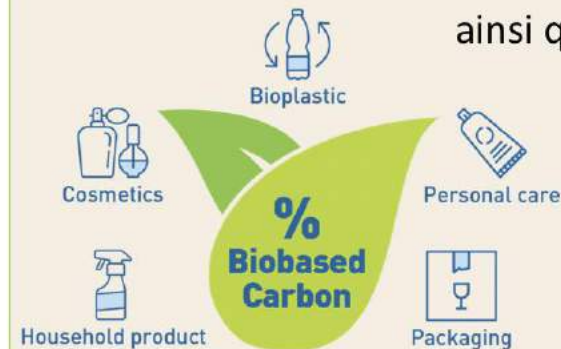 ainsi q
Bioplastic
Cosmetics
Personal care
%
Biobased
Carbon
Household product
Packaging